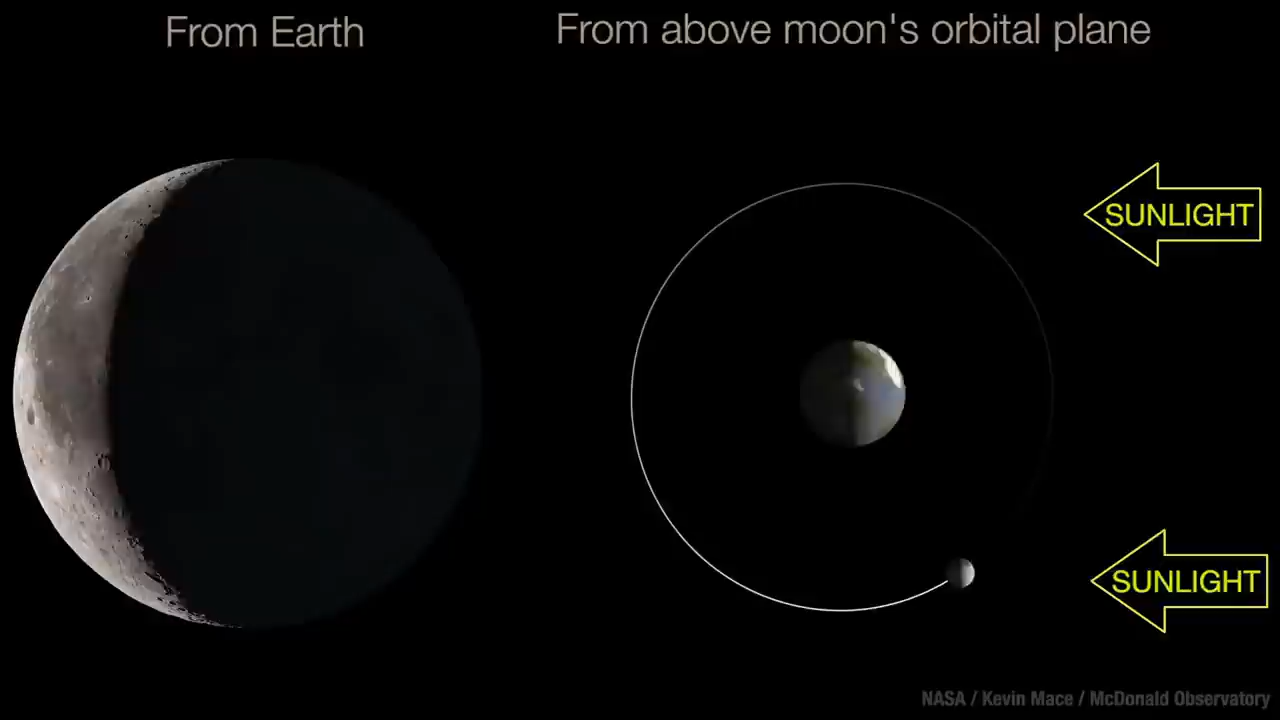 From Earth
From above moon's orbital plane
SUNLIGHT
SUNLIGHT
NASA / Kevin Mace / McDonald Observatory